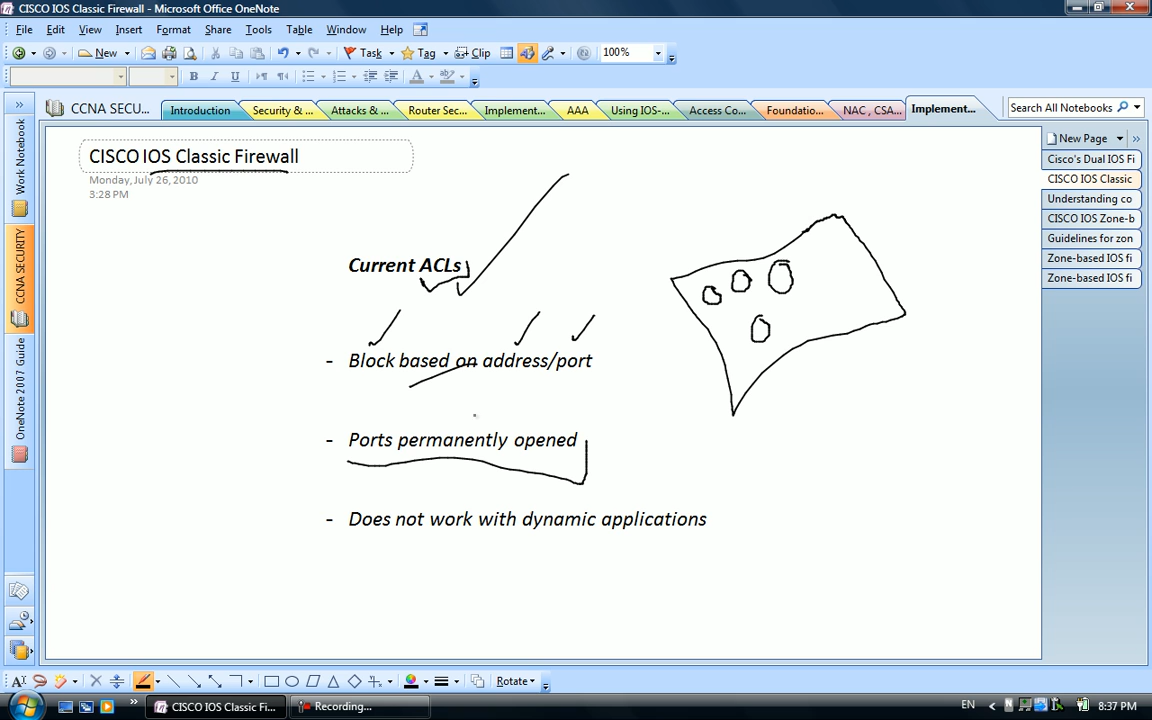 CISCO IOS Classic Firewall - Microsoft Office OneNote
File Edit View Insert Format Share Tools Table Window Help
New Task Tag Clip 100%
B I U A ab
CCNA SECU... Introduction Security & ... Attacks & ... Router Sec... Implement... AAA Using IOS-... Access Co... Foundatio... NAC , CSA... Implement... Search All Notebooks
Work Notebook
CCNA SECURITY
OneNote 2007 Guide
CISCO IOS Classic Firewall
Monday, July 26, 2010
3:28 PM
Current ACLs
- Block based on address/port
- Ports permanently opened
- Does not work with dynamic applications
New Page
Cisco's Dual IOS Fi
CISCO IOS Classic
Understanding co
CISCO IOS Zone-b
Guidelines for zon
Zone-based IOS fi
Zone-based IOS fi
Rotate
CISCO IOS Classic Fi... Recording... EN 8:37 PM